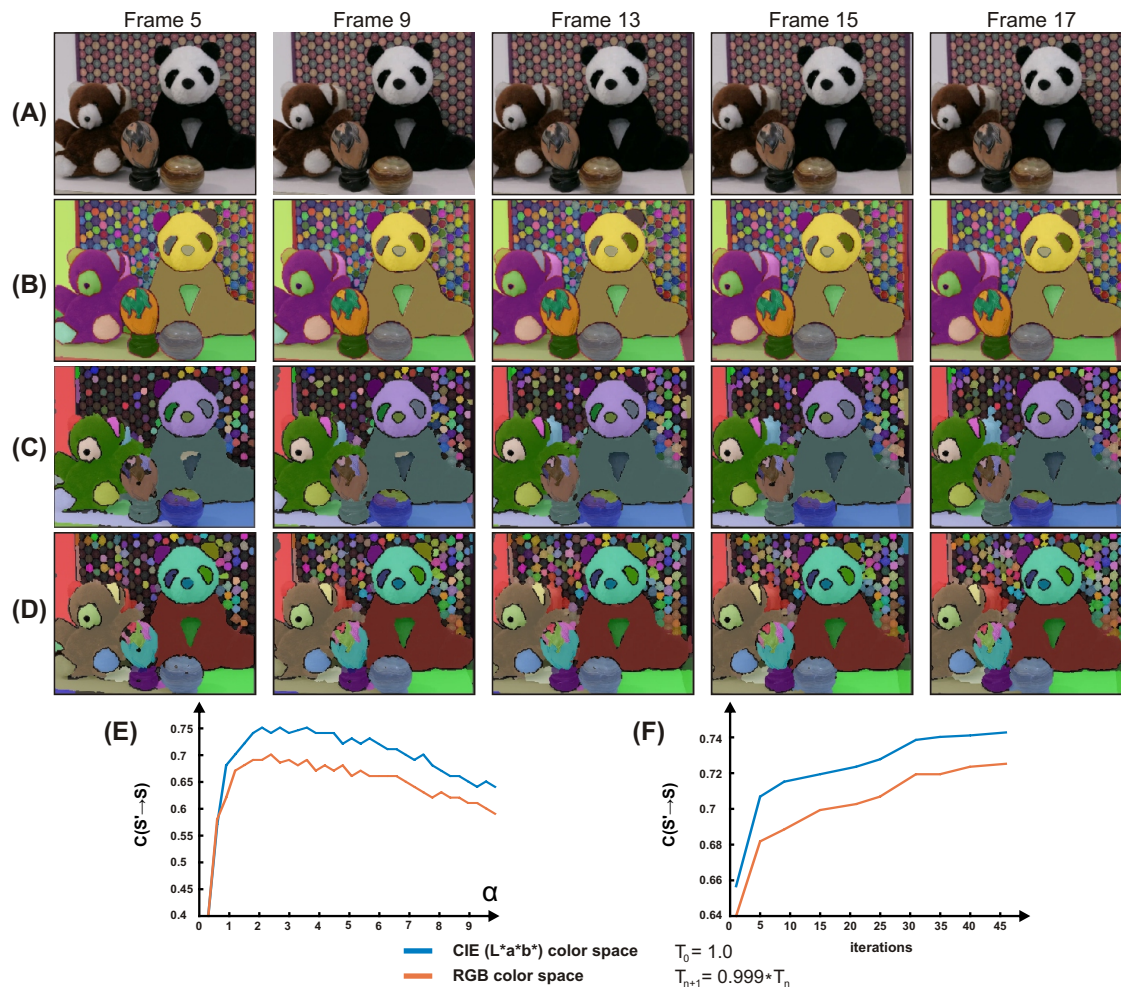 Frame 5 Frame 9 Frame 13 Frame 15 Frame 17
(A)
(B)
(C)
(D)
(E)
C(S'→S)
0.75
0.7
0.65
0.6
0.55
0.5
0.45
0.4
0 1 2 3 4 5 6 7 8 9
α
(F)
C(S'→S)
0.74
0.72
0.7
0.68
0.66
0.64
0 5 10 15 20 25 30 35 40 45
iterations
CIE (L*a*b*) color space
RGB color space
T₀ = 1.0
Tₙ₊₁ = 0.999*Tₙ